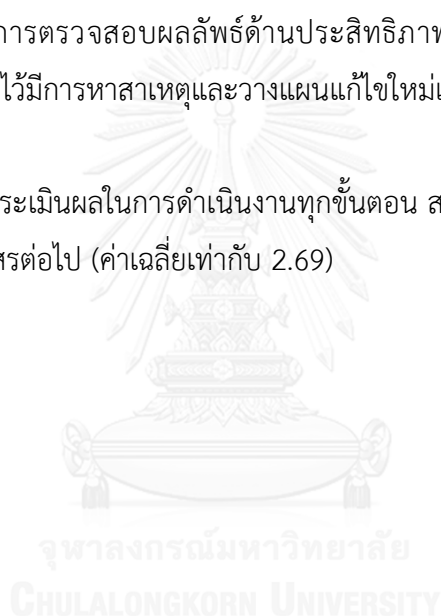 การตรวจสอบผลลัพธ์ด้านประสิทธิภาพ
ไว้มีการหาสาเหตุและวางแผนแก้ไขใหม่
ระเมินผลในการดำเนินงานทุกขั้นตอน ส
สรต่อไป (ค่าเฉลี่ยเท่ากับ 2.69)
จุฬาลงกรณ์มหาวิทยาลัย
CHULALONGKORN UNIVERSITY